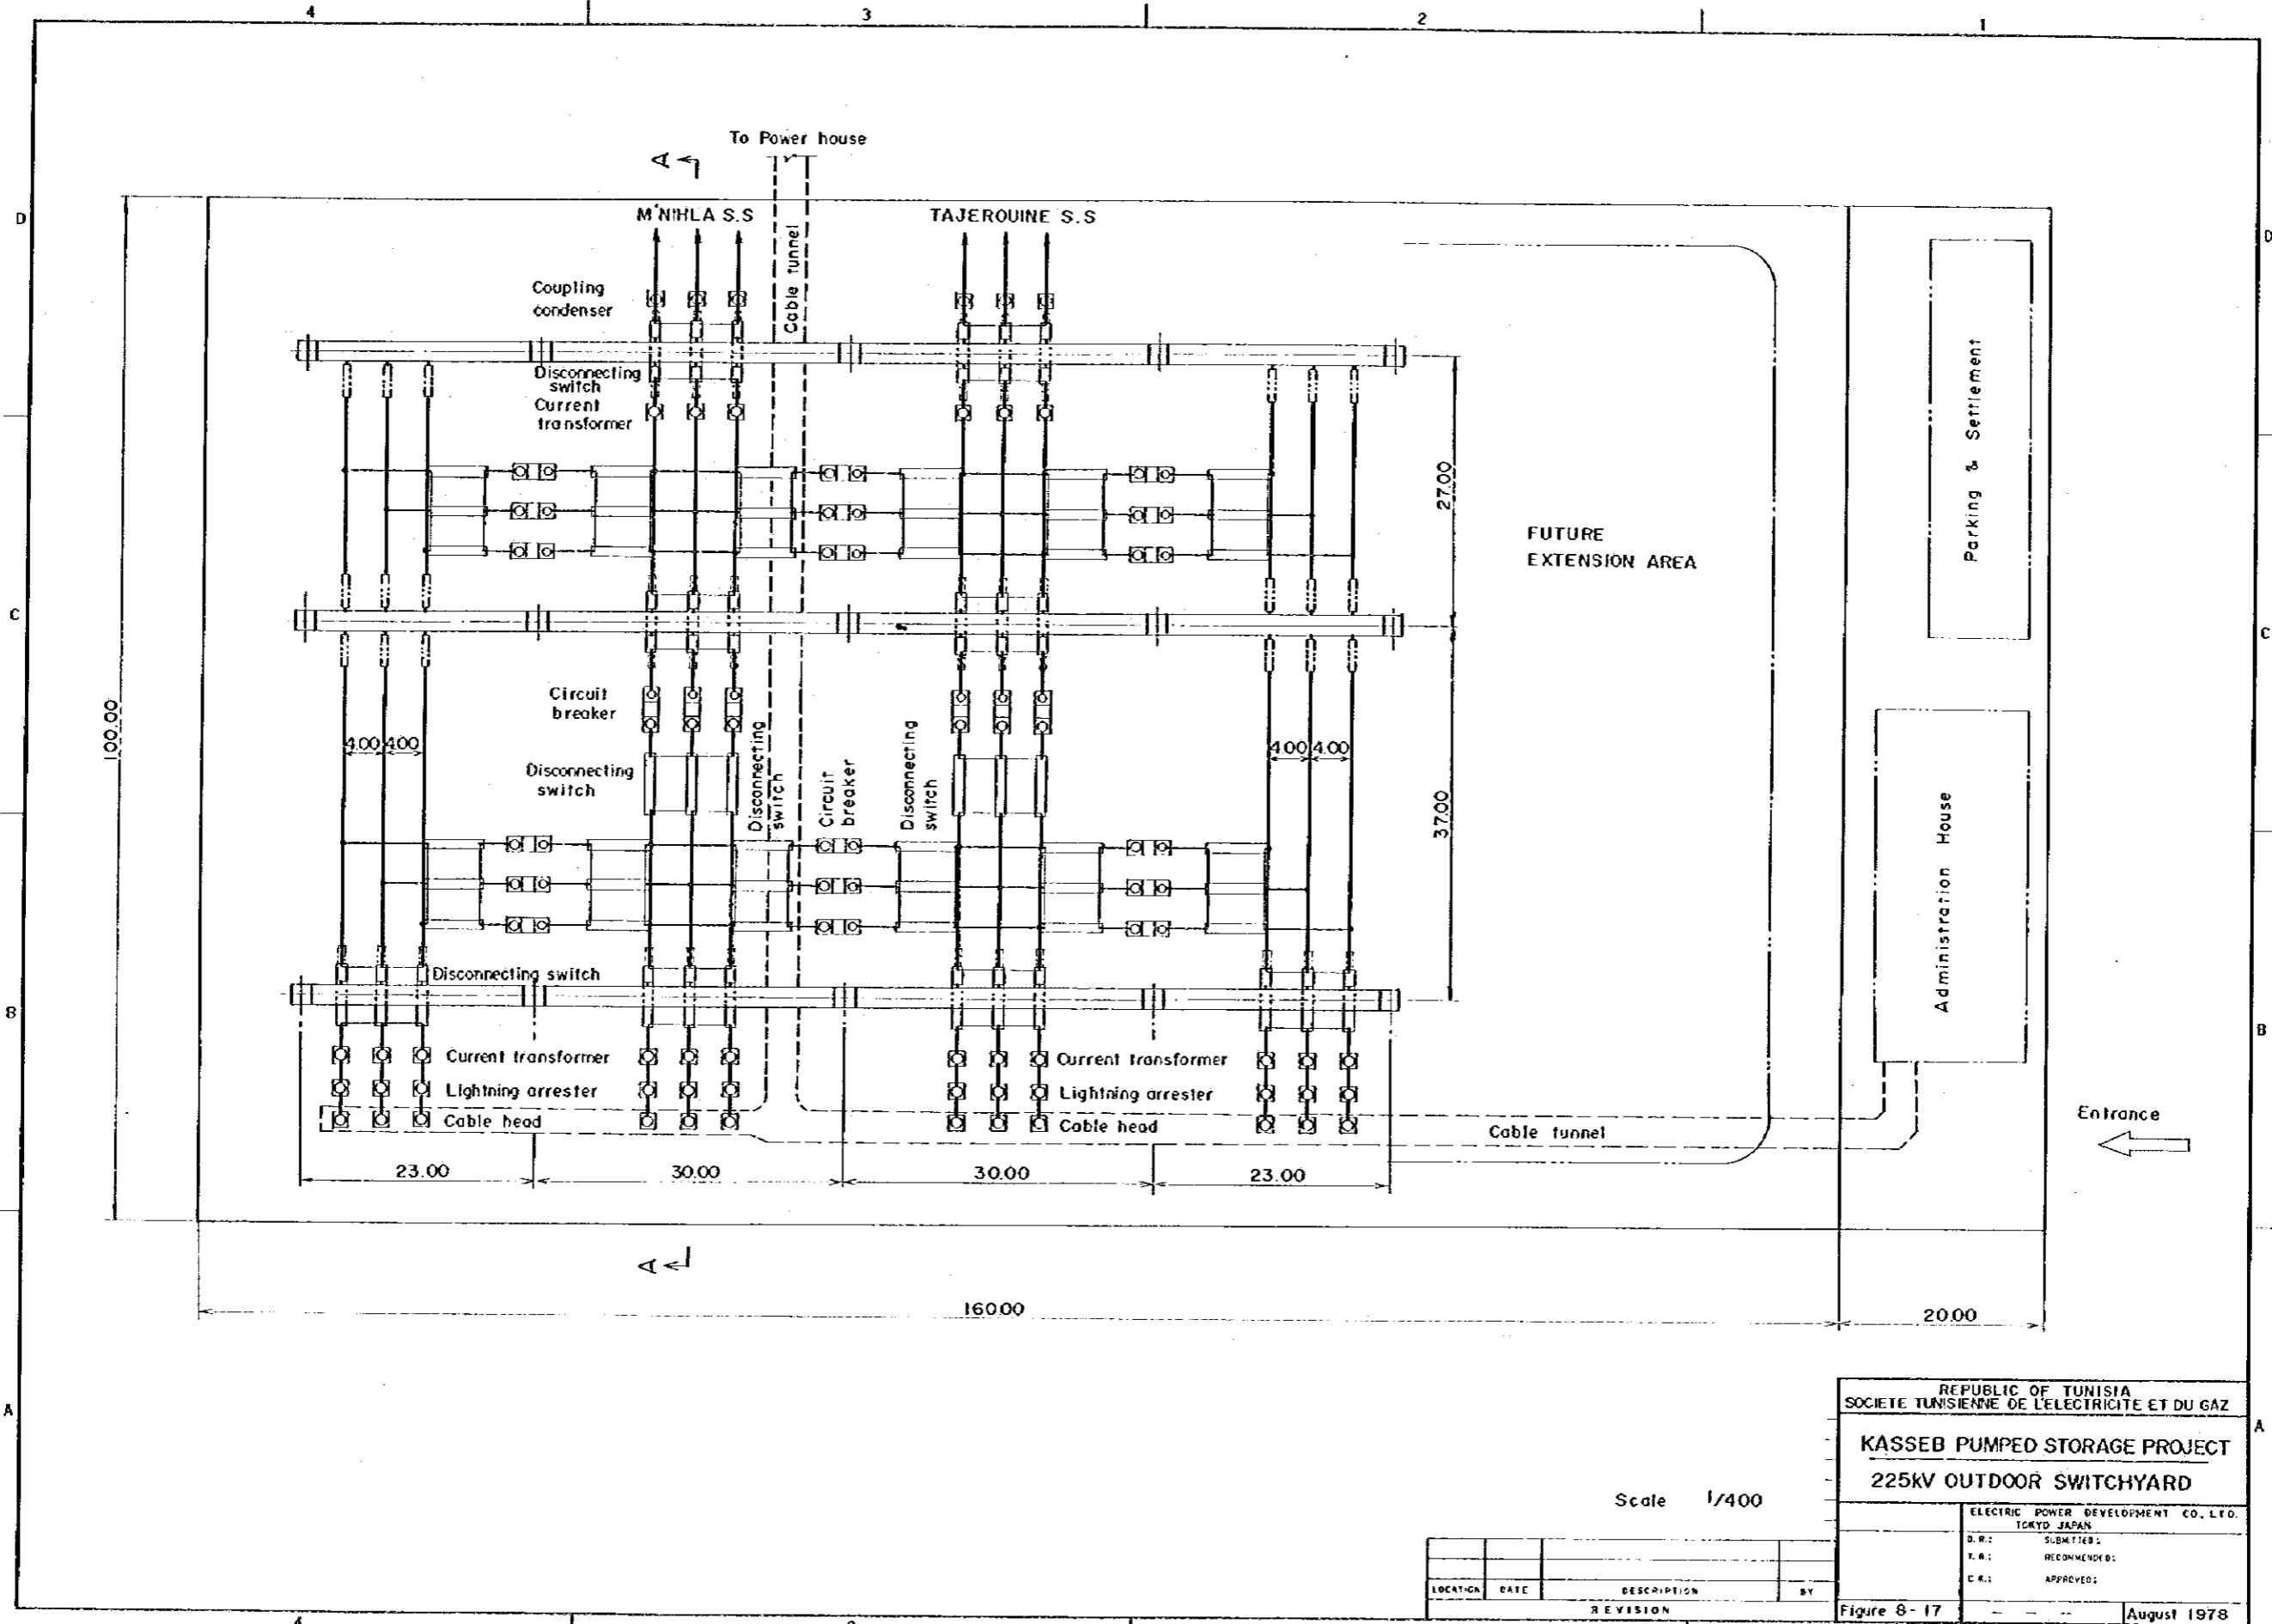 4 3 2 1
To Power house
A
D D
M'NIHLA S.S TAJEROUINE S.S
Cable tunnel
Coupling
condenser
Disconnecting
switch
Current
transformer
27.00
FUTURE
EXTENSION AREA
Parking & Settlement
C C
Circuit
breaker
100.00
4.00 4.00
4.00 4.00
Disconnecting
switch
Disconnecting
switch
Circuit
breaker
Disconnecting
switch
37.00
Administration House
Disconnecting switch
B B
Current transformer Current transformer
Lightning arrester Lightning arrester
Cable head Cable head
Cable tunnel
Entrance
23.00 30.00 30.00 23.00
A
160.00 20.00
A A
REPUBLIC OF TUNISIA
SOCIETE TUNISIENNE DE L'ELECTRICITE ET DU GAZ
KASSEB PUMPED STORAGE PROJECT
225kV OUTDOOR SWITCHYARD
Scale 1/400
ELECTRIC POWER DEVELOPMENT CO., LTD.
TOKYO JAPAN
D.R.: SUBMITTED:
T.R.: RECOMMENDED:
C.K.: APPROVED:
LOCATION DATE DESCRIPTION BY
REVISION
Figure 8-17 August 1978